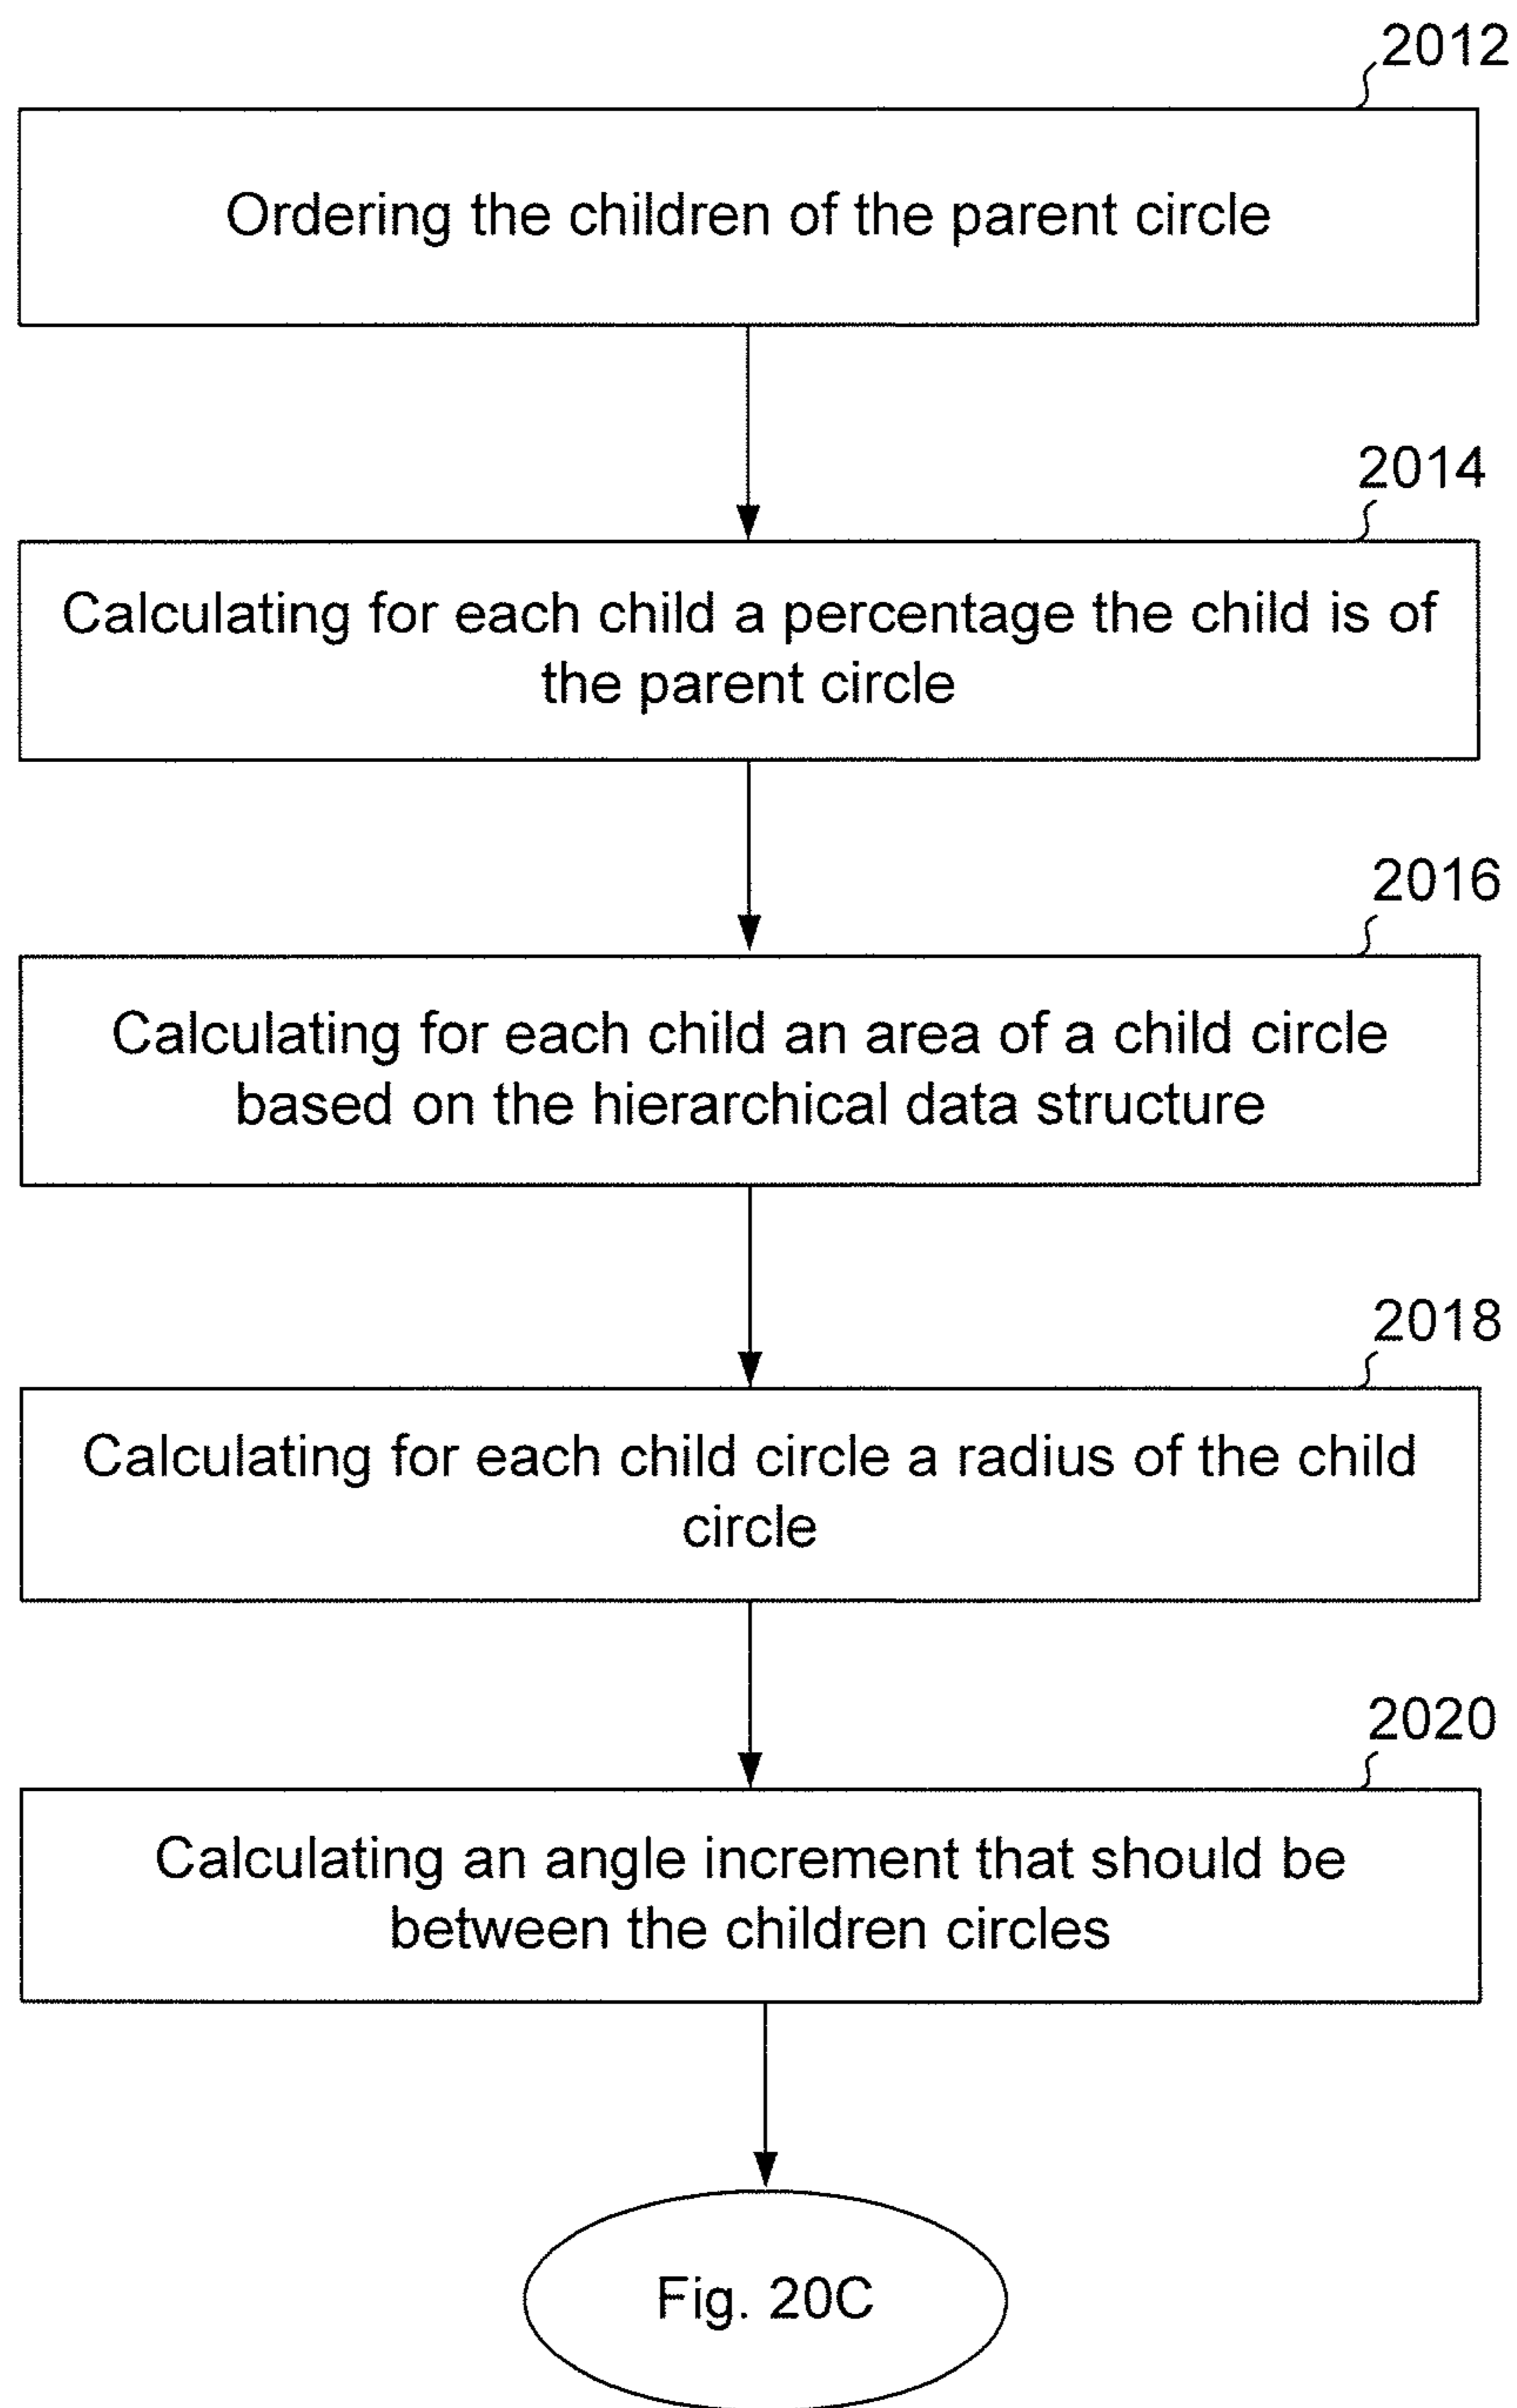 2012
Ordering the children of the parent circle
2014
Calculating for each child a percentage the child is of
the parent circle
2016
Calculating for each child an area of a child circle
based on the hierarchical data structure
2018
Calculating for each child circle a radius of the child
circle
2020
Calculating an angle increment that should be
between the children circles
Fig. 20C